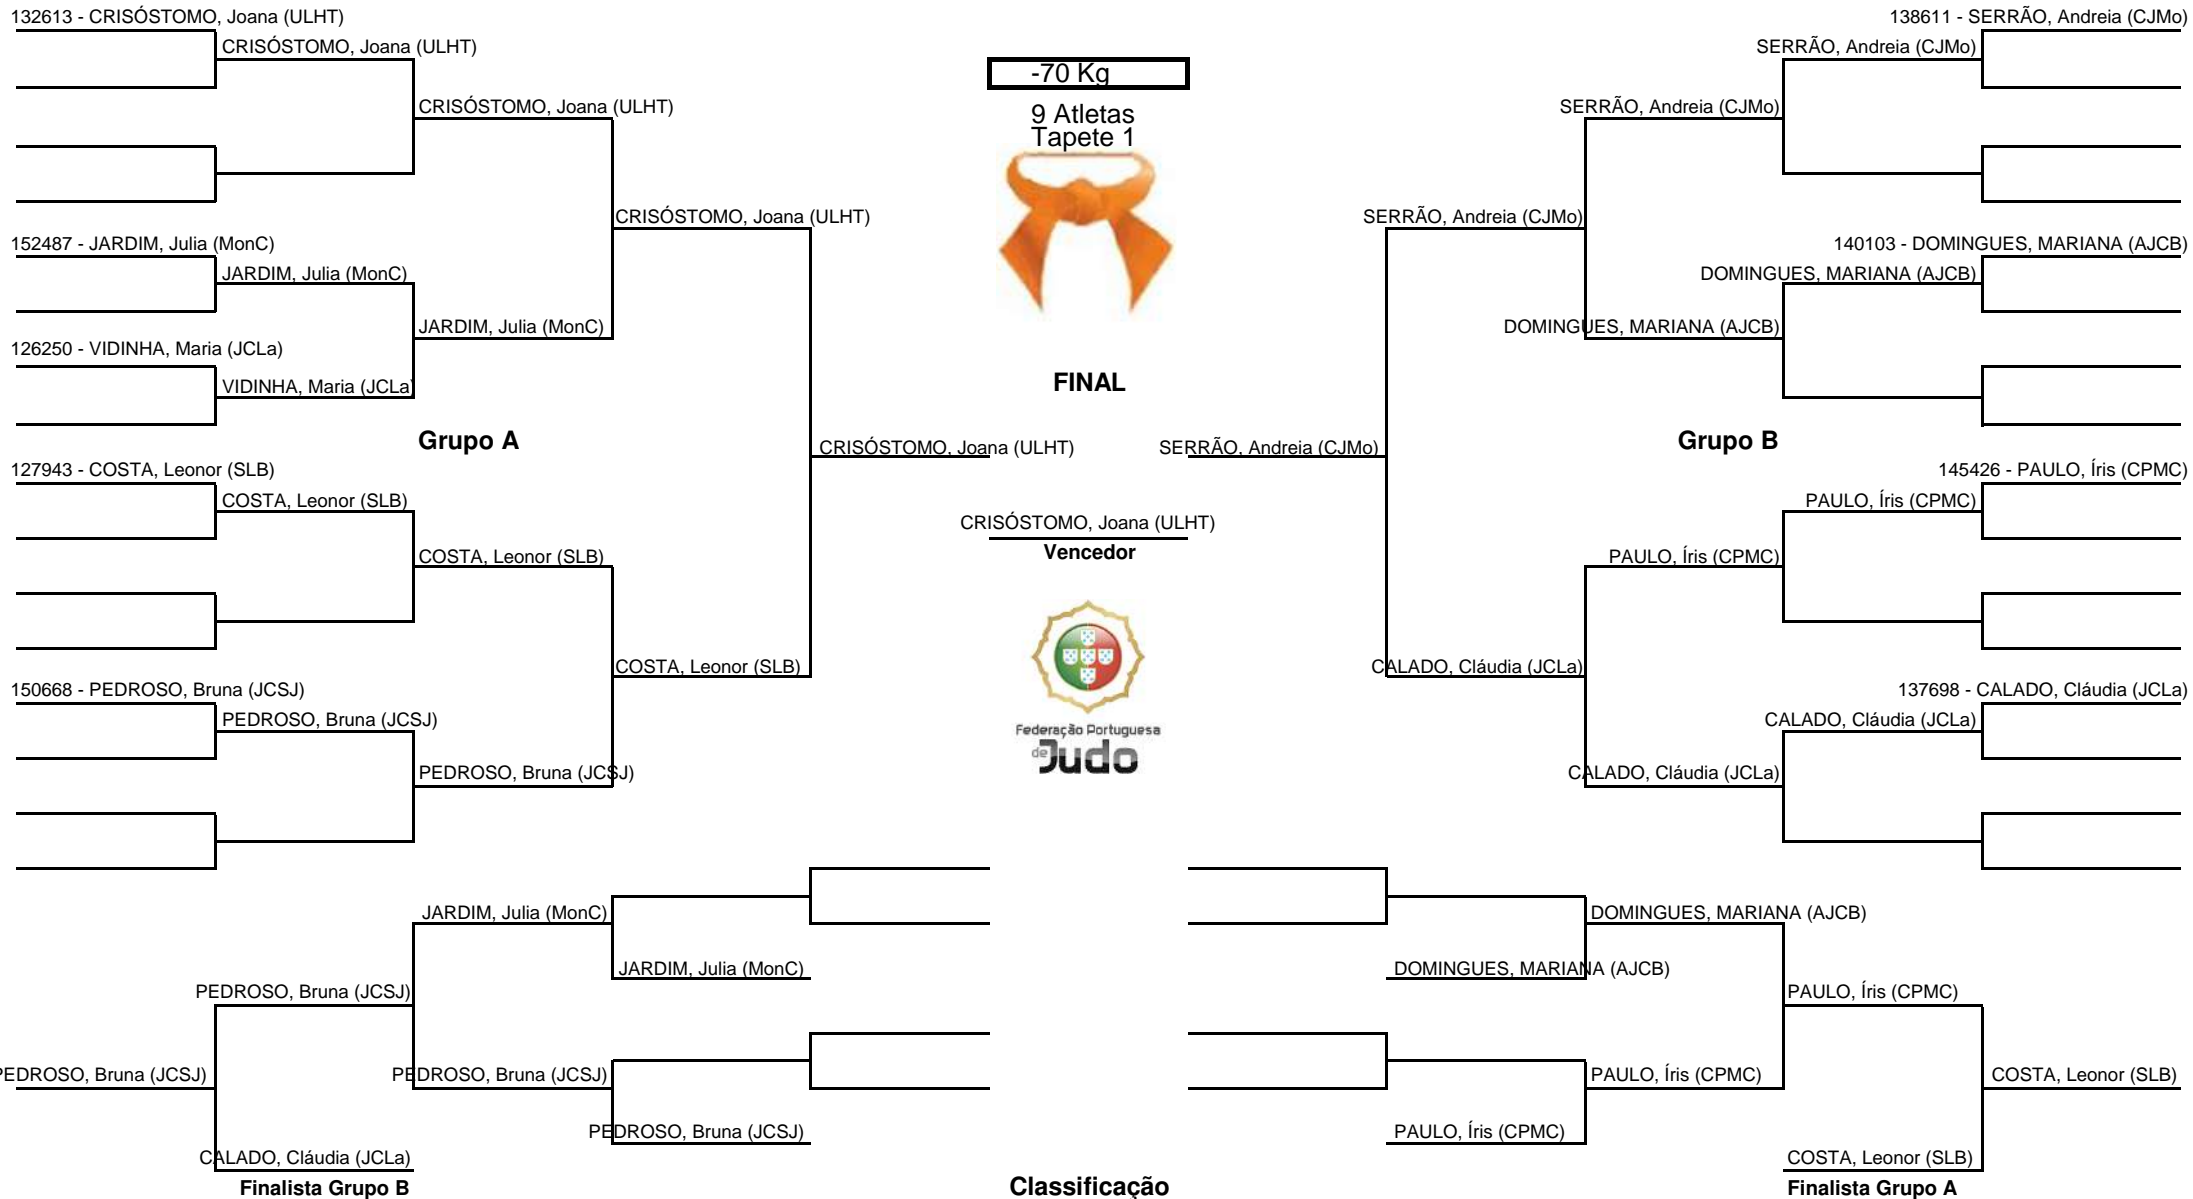 132613 - CRISÓSTOMO, Joana (ULHT)
CRISÓSTOMO, Joana (ULHT)
CRISÓSTOMO, Joana (ULHT)
CRISÓSTOMO, Joana (ULHT)
152487 - JARDIM, Julia (MonC)
JARDIM, Julia (MonC)
JARDIM, Julia (MonC)
126250 - VIDINHA, Maria (JCLa)
VIDINHA, Maria (JCLa)
Grupo A
CRISÓSTOMO, Joana (ULHT)
127943 - COSTA, Leonor (SLB)
COSTA, Leonor (SLB)
COSTA, Leonor (SLB)
COSTA, Leonor (SLB)
150668 - PEDROSO, Bruna (JCSJ)
PEDROSO, Bruna (JCSJ)
PEDROSO, Bruna (JCSJ)
-70 Kg
9 Atletas
Tapete 1
FINAL
CRISÓSTOMO, Joana (ULHT)
Vencedor
Federação Portuguesa
de Judo
138611 - SERRÃO, Andreia (CJMo)
SERRÃO, Andreia (CJMo)
SERRÃO, Andreia (CJMo)
SERRÃO, Andreia (CJMo)
140103 - DOMINGUES, MARIANA (AJCB)
DOMINGUES, MARIANA (AJCB)
DOMINGUES, MARIANA (AJCB)
Grupo B
SERRÃO, Andreia (CJMo)
145426 - PAULO, Íris (CPMC)
PAULO, Íris (CPMC)
PAULO, Íris (CPMC)
CALADO, Cláudia (JCLa)
137698 - CALADO, Cláudia (JCLa)
CALADO, Cláudia (JCLa)
CALADO, Cláudia (JCLa)
JARDIM, Julia (MonC)
JARDIM, Julia (MonC)
PEDROSO, Bruna (JCSJ)
PEDROSO, Bruna (JCSJ)
PEDROSO, Bruna (JCSJ)
PEDROSO, Bruna (JCSJ)
CALADO, Cláudia (JCLa)
Finalista Grupo B
Classificação
DOMINGUES, MARIANA (AJCB)
DOMINGUES, MARIANA (AJCB)
PAULO, Íris (CPMC)
PAULO, Íris (CPMC)
COSTA, Leonor (SLB)
PAULO, Íris (CPMC)
COSTA, Leonor (SLB)
Finalista Grupo A